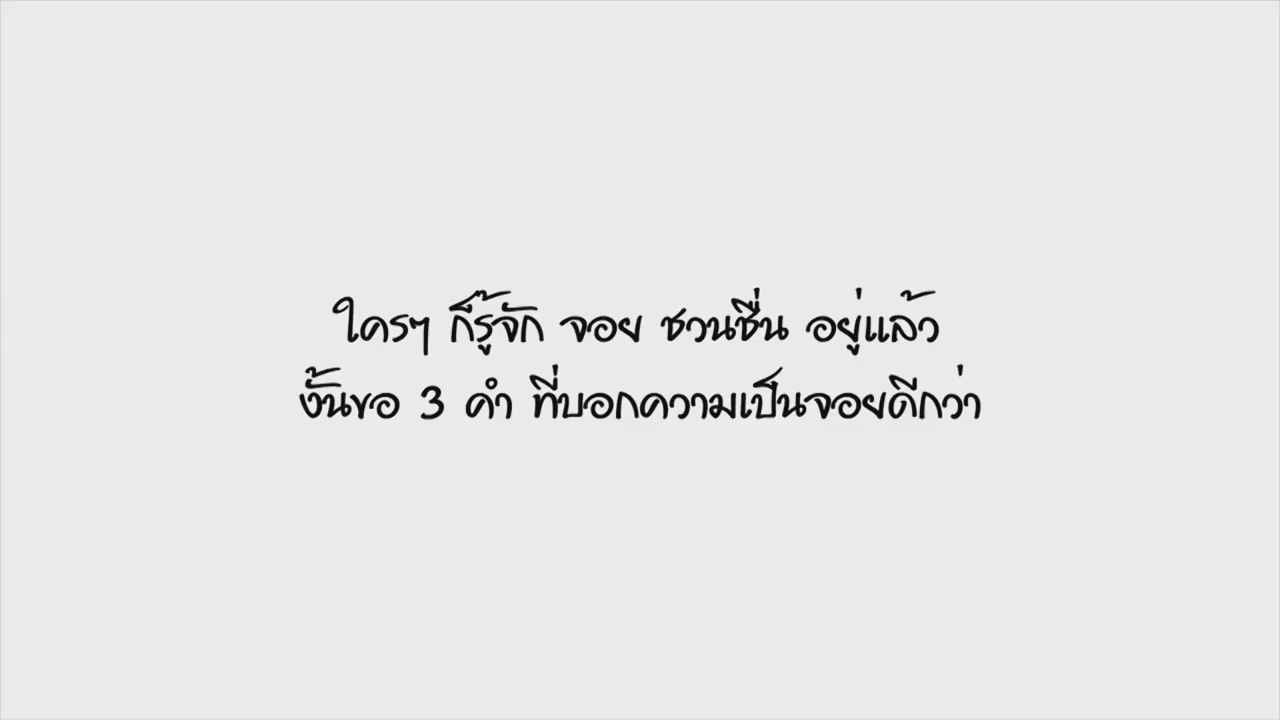 ใครๆ ก็รู้จัก จอย ชวนชื่น อยู่แล้ว
งั้นขอ 3 คำ ที่บอกความเป็นจอยดีกว่า